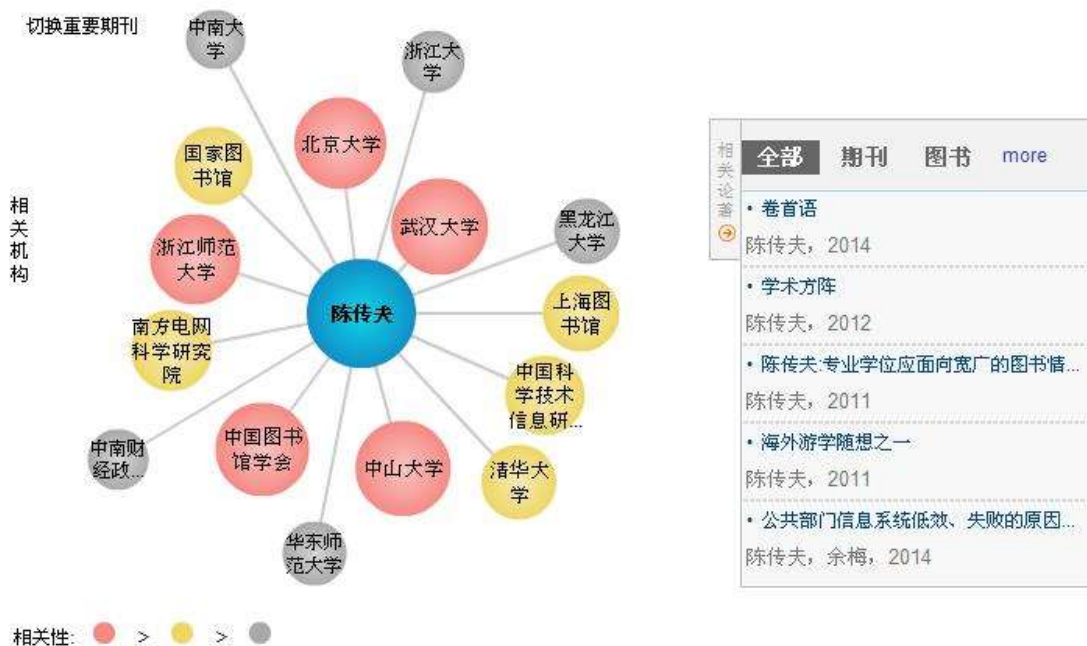 切换重要期刊
中南大
学
浙江大
学
北京大学
国家图
书馆
武汉大学
黑龙江
大学
浙江师范
大学
相
关
机
构
陈传夫
上海图
书馆
南方电网
科学研究
院
中国科
学技术
信息研...
中国图书
馆学会
中南财
经政...
中山大学
清华大
学
华东师
范大学
相关性: > >
相
关
论
著
全部 期刊 图书 more
• 卷首语
陈传夫，2014
• 学术方阵
陈传夫，2012
• 陈传夫:专业学位应面向宽广的图书情...
陈传夫，2011
• 海外游学随想之一
陈传夫，2011
• 公共部门信息系统低效、失败的原因...
陈传夫，余梅，2014